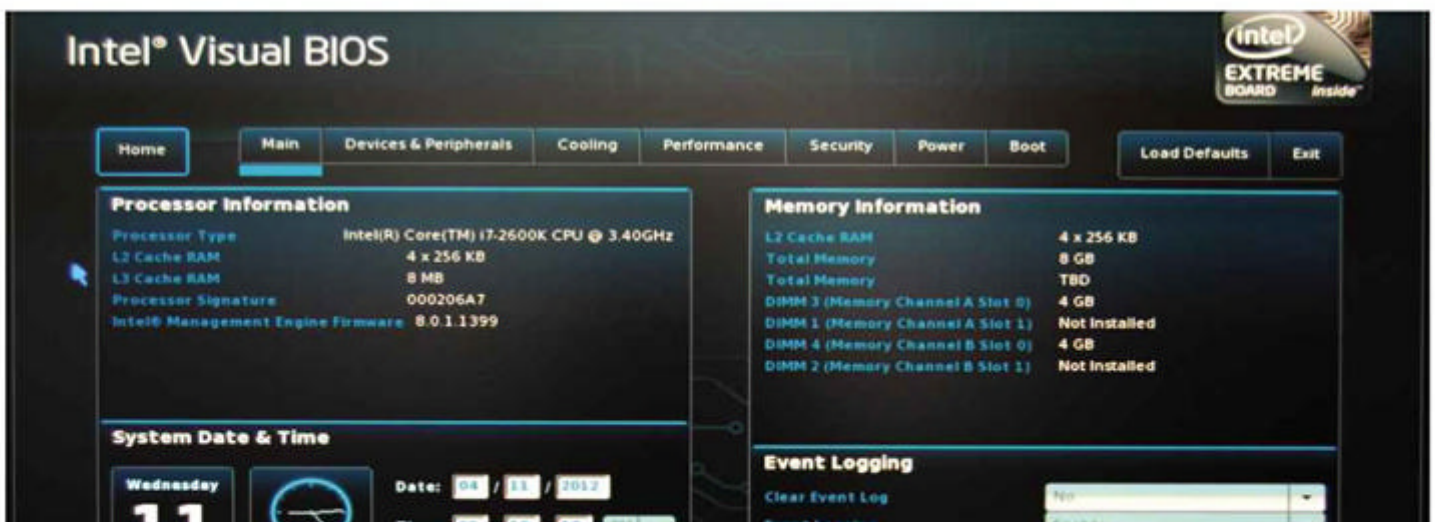 Intel® Visual BIOS
intel
EXTREME
BOARD inside™
Home Main Devices & Peripherals Cooling Performance Security Power Boot Load Defaults Exit
Processor Information
Processor Type Intel(R) Core(TM) i7-2600K CPU @ 3.40GHz
L2 Cache RAM 4 x 256 KB
L3 Cache RAM 8 MB
Processor Signature 000206A7
Intel® Management Engine Firmware 8.0.1.1399
Memory Information
L2 Cache RAM 4 x 256 KB
Total Memory 8 GB
Total Memory TBD
DIMM 3 (Memory Channel A Slot 0) 4 GB
DIMM 1 (Memory Channel A Slot 1) Not Installed
DIMM 4 (Memory Channel B Slot 0) 4 GB
DIMM 2 (Memory Channel B Slot 1) Not Installed
System Date & Time
Wednesday
11
Date: 04 / 11 / 2012
Event Logging
Clear Event Log No